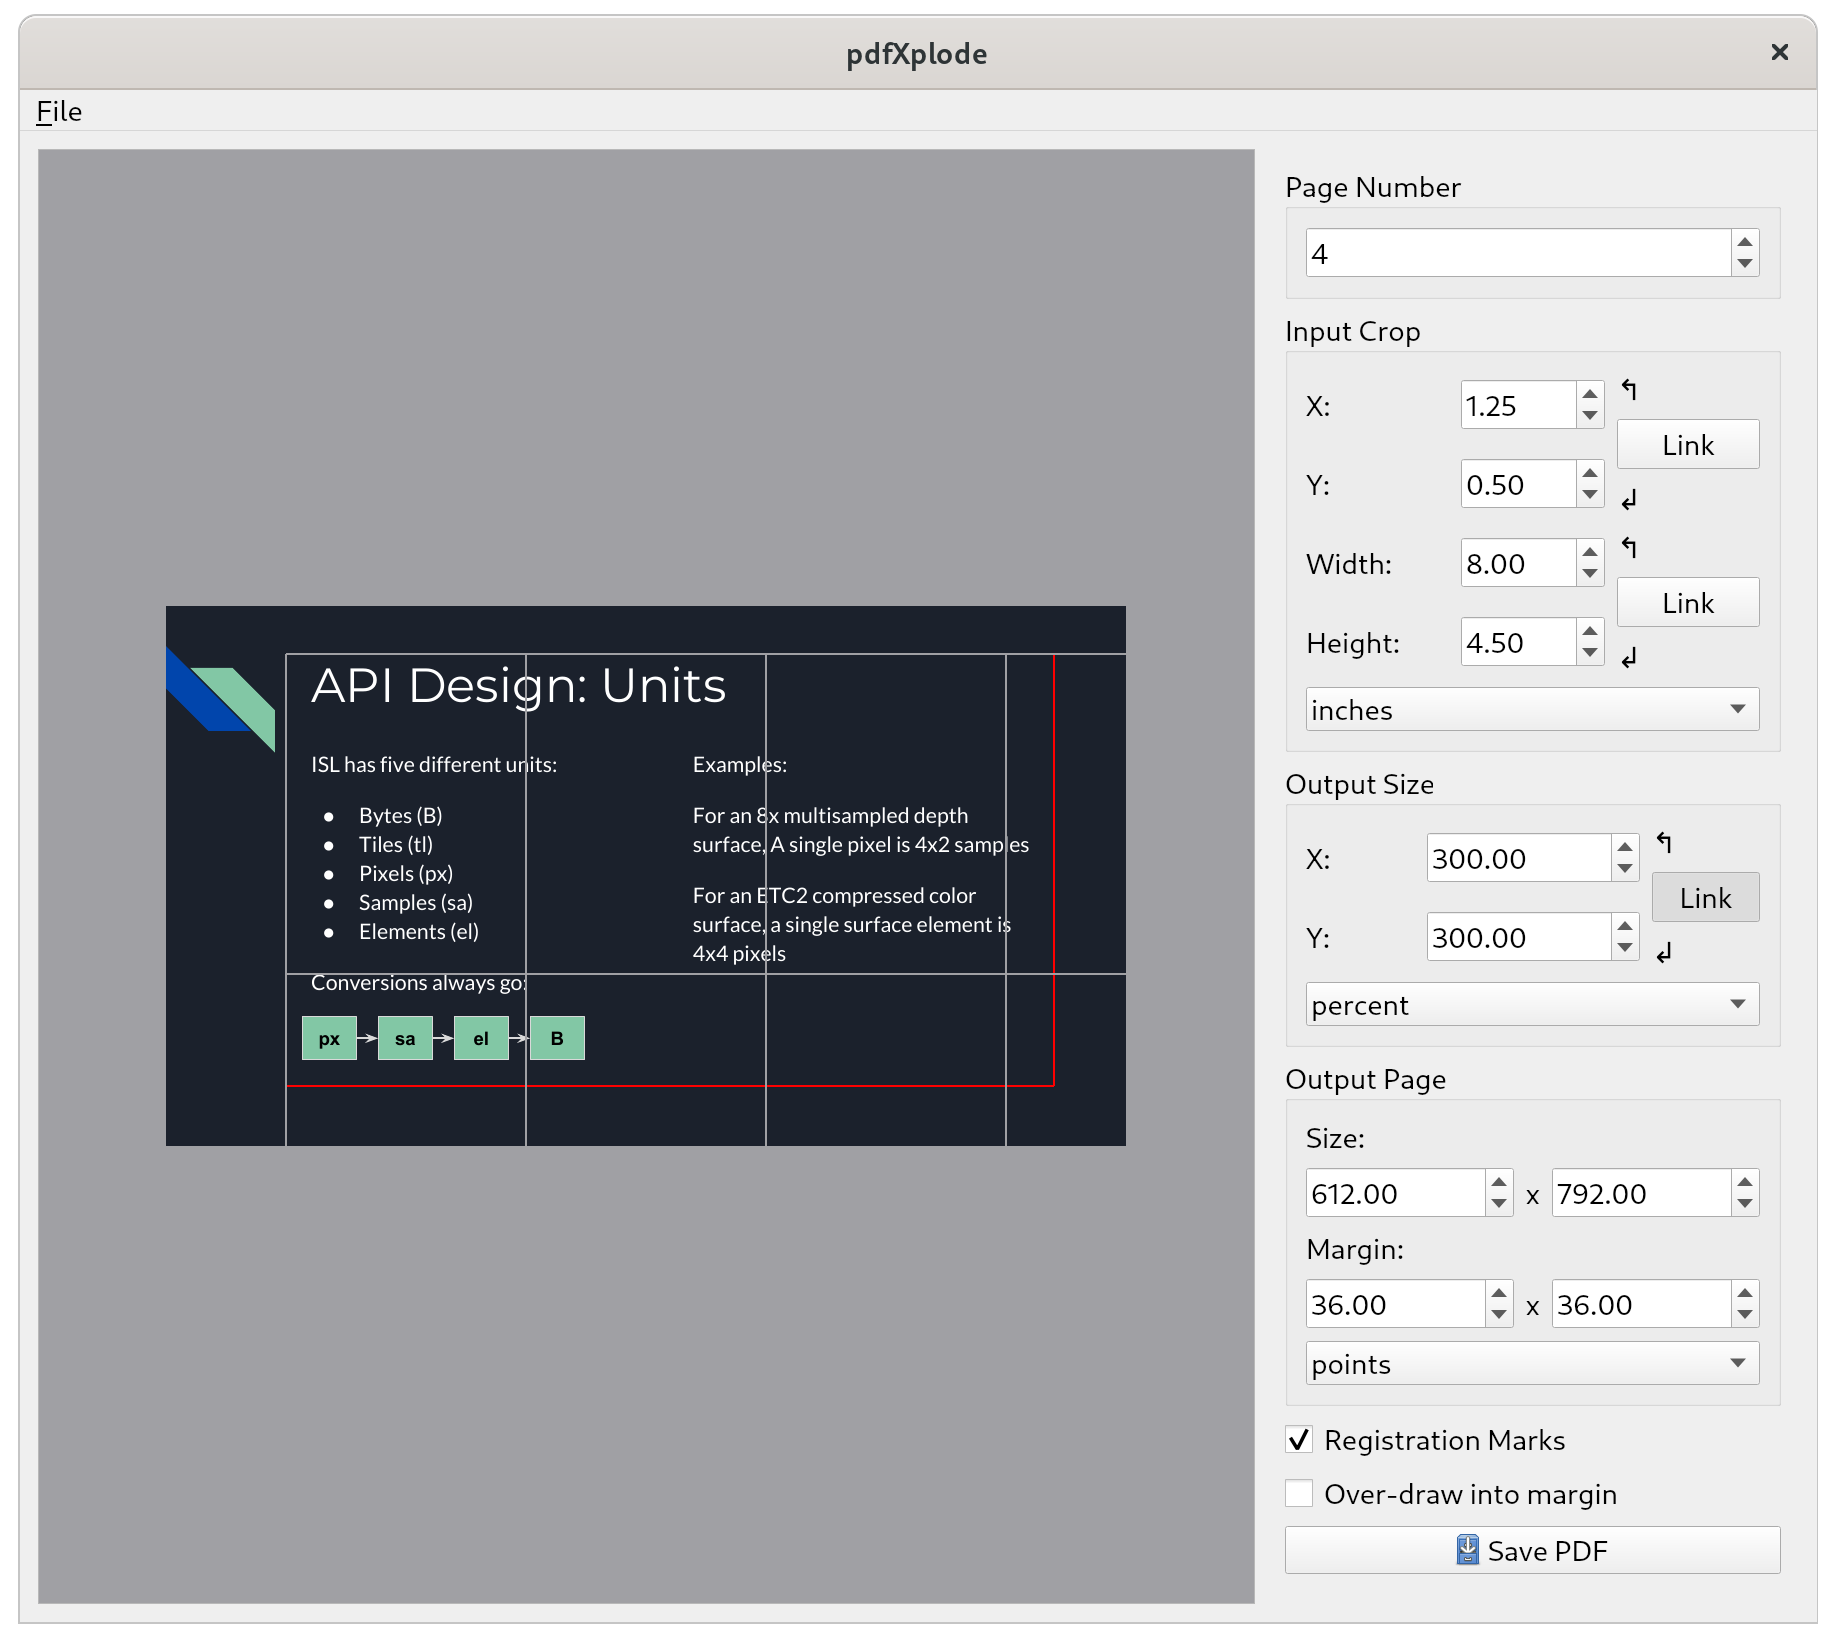 pdfXplode
File
API Design: Units
ISL has five different units:
● Bytes (B)
● Tiles (tl)
● Pixels (px)
● Samples (sa)
● Elements (el)
Conversions always go:
px sa el B
Examples:
For an 8x multisampled depth
surface, A single pixel is 4x2 samples
For an ETC2 compressed color
surface, a single surface element is
4x4 pixels
Page Number
4
Input Crop
X: 1.25
Link
Y: 0.50
Width: 8.00
Link
Height: 4.50
inches
Output Size
X: 300.00
Link
Y: 300.00
percent
Output Page
Size:
612.00 x 792.00
Margin:
36.00 x 36.00
points
Registration Marks
Over-draw into margin
Save PDF